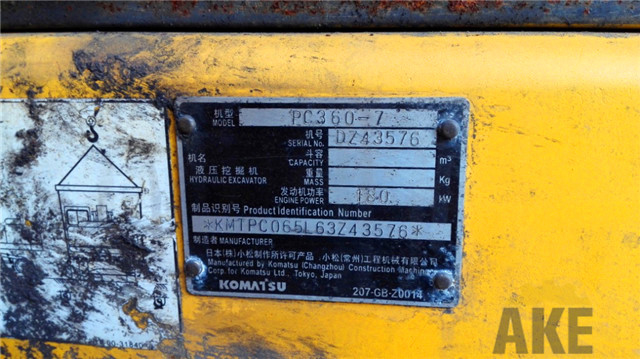 机型 MODEL PC360-7
机号 SERIAL No. DZ43576
机名 斗容 CAPACITY m³
液压挖掘机 HYDRAULIC EXCAVATOR 重量 MASS Kg
发动机功率 ENGINE POWER 180 kW
制品识别号 Product Identification Number
*KMTPC065L63Z43576*
制造者 MANUFACTURER
日本(株)小松制作所许可产品,小松(常州)工程机械有限公司
Manufactured by Komatsu (Changzhou) Construction Machinery
Corp. for Komatsu Ltd., Tokyo, Japan
KOMATSU 207-GB-Z0014
AKE